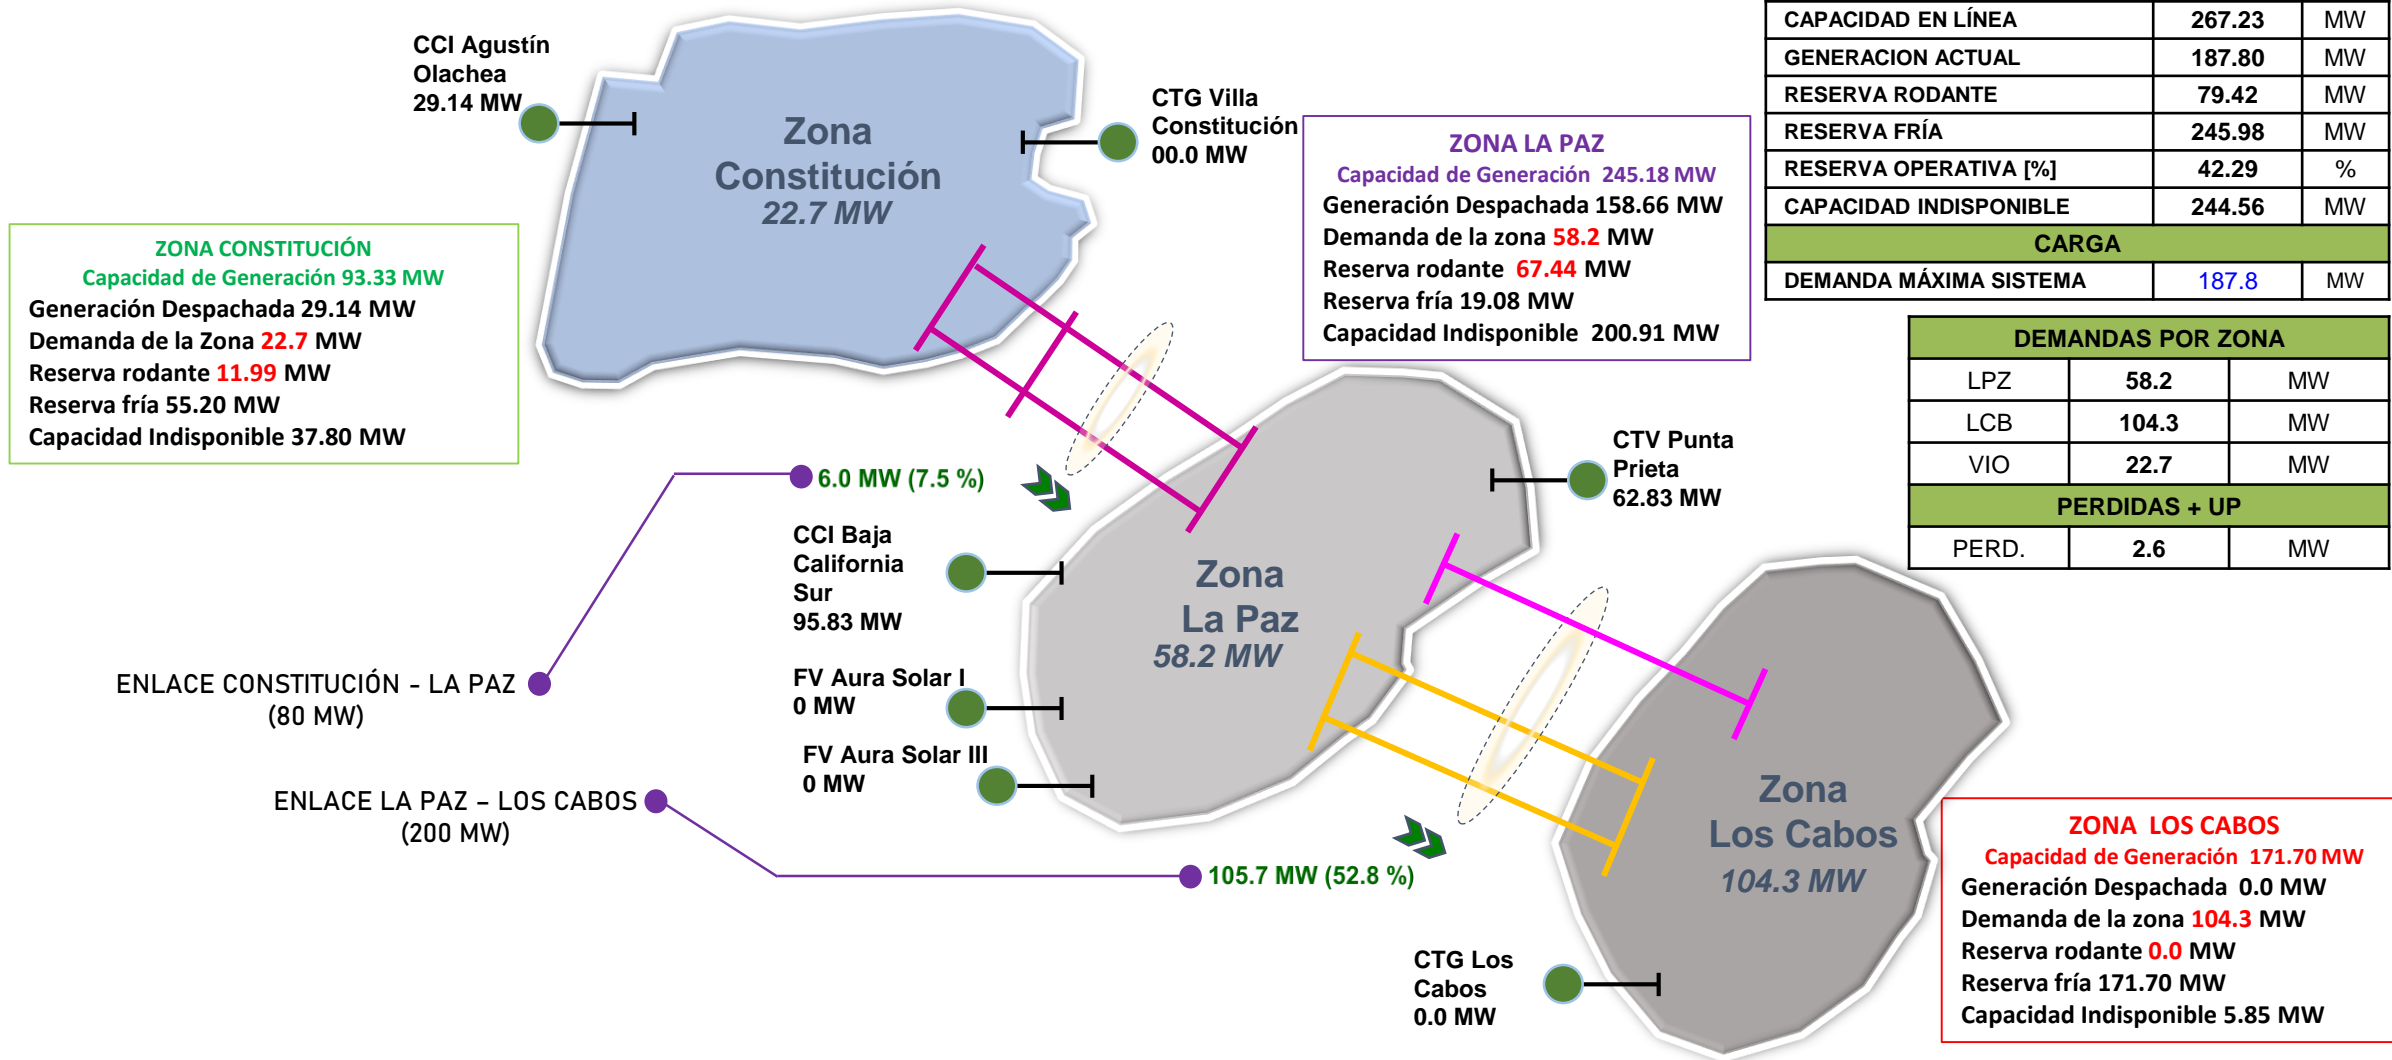 CCI Agustín
Olachea
29.14 MW
Zona
Constitución
22.7 MW
CTG Villa
Constitución
00.0 MW
ZONA CONSTITUCIÓN
Capacidad de Generación 93.33 MW
Generación Despachada 29.14 MW
Demanda de la Zona 22.7 MW
Reserva rodante 11.99 MW
Reserva fría 55.20 MW
Capacidad Indisponible 37.80 MW
ZONA LA PAZ
Capacidad de Generación 245.18 MW
Generación Despachada 158.66 MW
Demanda de la zona 58.2 MW
Reserva rodante 67.44 MW
Reserva fría 19.08 MW
Capacidad Indisponible 200.91 MW
CAPACIDAD EN LÍNEA 267.23 MW
GENERACION ACTUAL 187.80 MW
RESERVA RODANTE 79.42 MW
RESERVA FRÍA 245.98 MW
RESERVA OPERATIVA [%] 42.29 %
CAPACIDAD INDISPONIBLE 244.56 MW
CARGA
DEMANDA MÁXIMA SISTEMA 187.8 MW
DEMANDAS POR ZONA
LPZ 58.2 MW
LCB 104.3 MW
VIO 22.7 MW
PERDIDAS + UP
PERD. 2.6 MW
6.0 MW (7.5 %)
CTV Punta
Prieta
62.83 MW
CCI Baja
California
Sur
95.83 MW
Zona
La Paz
58.2 MW
FV Aura Solar I
0 MW
FV Aura Solar III
0 MW
ENLACE CONSTITUCIÓN - LA PAZ
(80 MW)
ENLACE LA PAZ – LOS CABOS
(200 MW)
105.7 MW (52.8 %)
Zona
Los Cabos
104.3 MW
CTG Los
Cabos
0.0 MW
ZONA LOS CABOS
Capacidad de Generación 171.70 MW
Generación Despachada 0.0 MW
Demanda de la zona 104.3 MW
Reserva rodante 0.0 MW
Reserva fría 171.70 MW
Capacidad Indisponible 5.85 MW